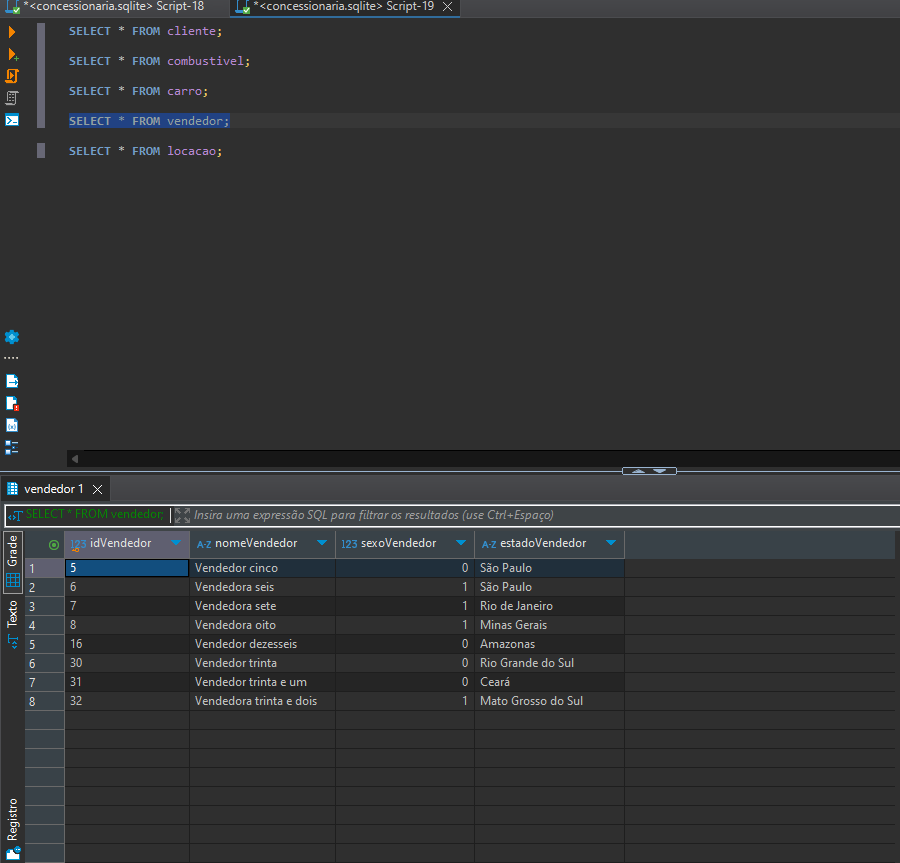 *<concessionaria.sqlite> Script-18 *<concessionaria.sqlite> Script-19
SELECT * FROM cliente;
SELECT * FROM combustivel;
SELECT * FROM carro;
SELECT * FROM vendedor;
SELECT * FROM locacao;
vendedor 1
SELECT * FROM vendedor; Insira uma expressão SQL para filtrar os resultados (use Ctrl+Espaço)
Grade
Texto
Registro
123 idVendedor A-Z nomeVendedor 123 sexoVendedor A-Z estadoVendedor
1 5 Vendedor cinco 0 São Paulo
2 6 Vendedora seis 1 São Paulo
3 7 Vendedora sete 1 Rio de Janeiro
4 8 Vendedora oito 1 Minas Gerais
5 16 Vendedor dezesseis 0 Amazonas
6 30 Vendedor trinta 0 Rio Grande do Sul
7 31 Vendedor trinta e um 0 Ceará
8 32 Vendedora trinta e dois 1 Mato Grosso do Sul